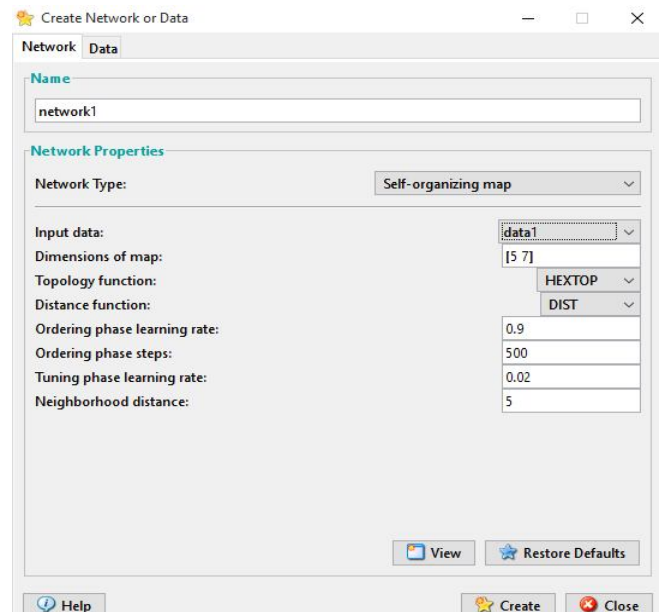 Create Network or Data
Network Data
Name
network1
Network Properties
Network Type: Self-organizing map
Input data: data1
Dimensions of map: [5 7]
Topology function: HEXTOP
Distance function: DIST
Ordering phase learning rate: 0.9
Ordering phase steps: 500
Tuning phase learning rate: 0.02
Neighborhood distance: 5
View Restore Defaults
Help Create Close